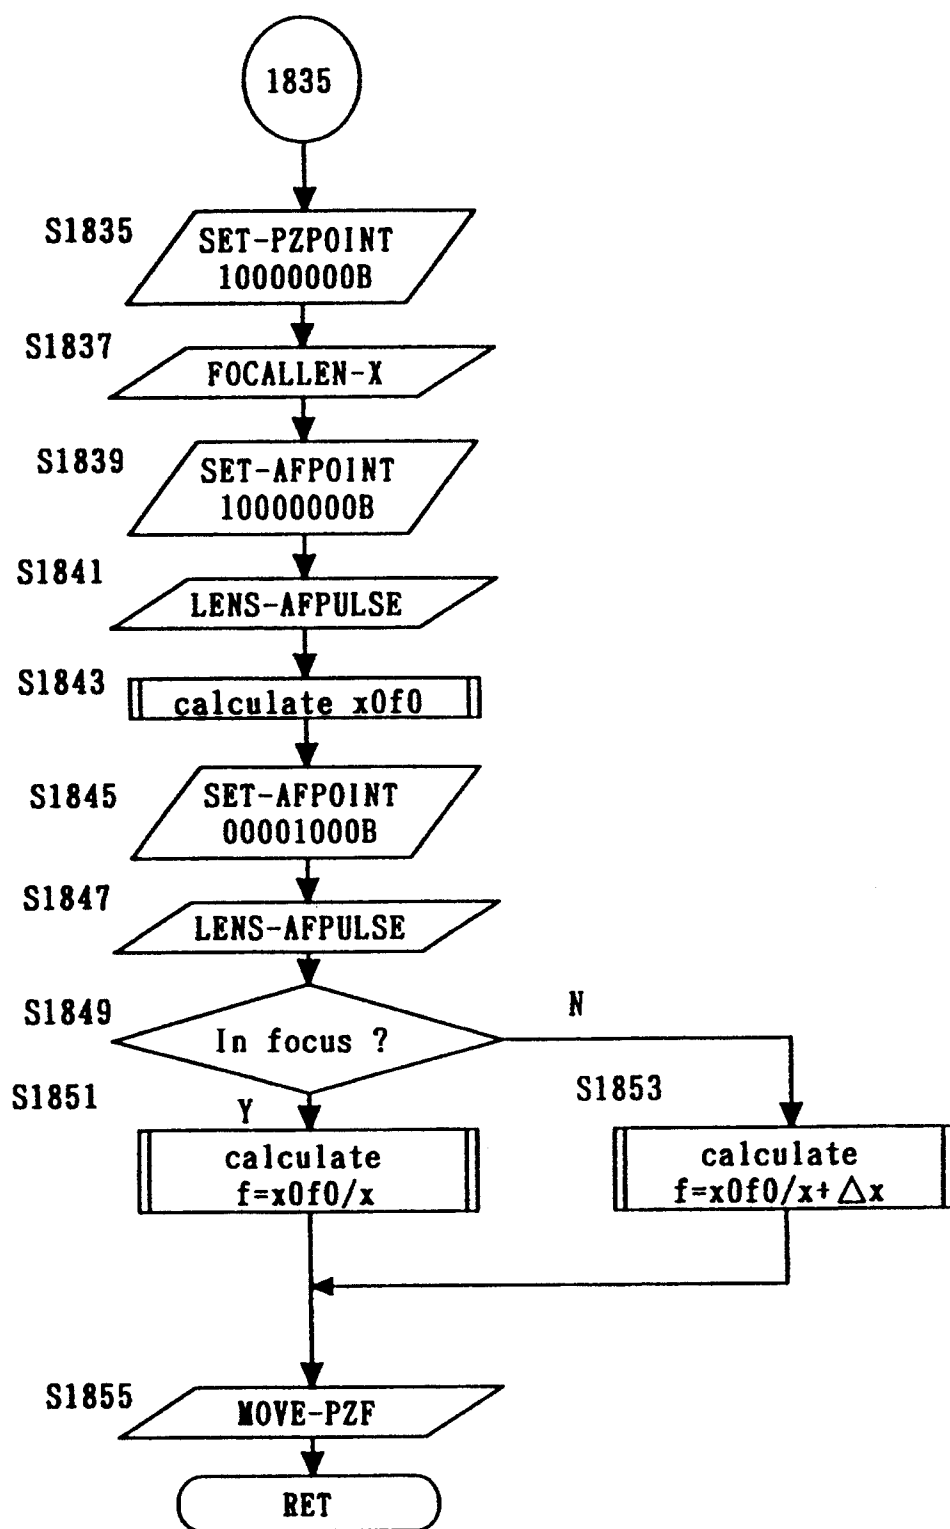 1835
S1835
SET-PZPOINT
10000000B
S1837
FOCALLEN-X
S1839
SET-AFPOINT
10000000B
S1841
LENS-AFPULSE
S1843
calculate x0f0
S1845
SET-AFPOINT
00001000B
S1847
LENS-AFPULSE
S1849
In focus ?
N
S1851
Y
calculate
f=x0f0/x
S1853
calculate
f=x0f0/x+△x
S1855
MOVE-PZF
RET